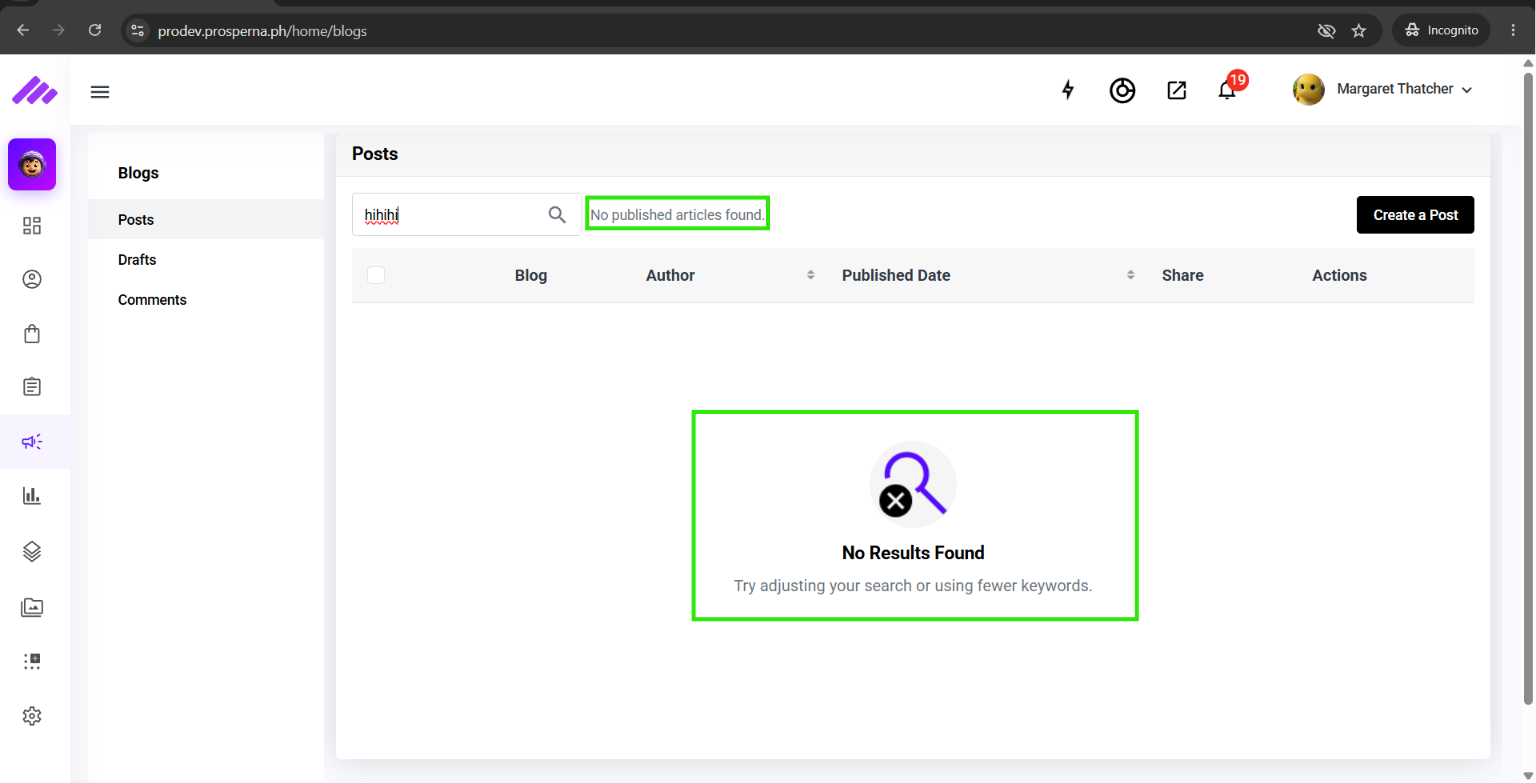 prodev.prosperna.ph/home/blogs
Incognito
19
Margaret Thatcher
Blogs
Posts
Drafts
Comments
Posts
hihihi
No published articles found.
Create a Post
Blog Author Published Date Share Actions
No Results Found
Try adjusting your search or using fewer keywords.